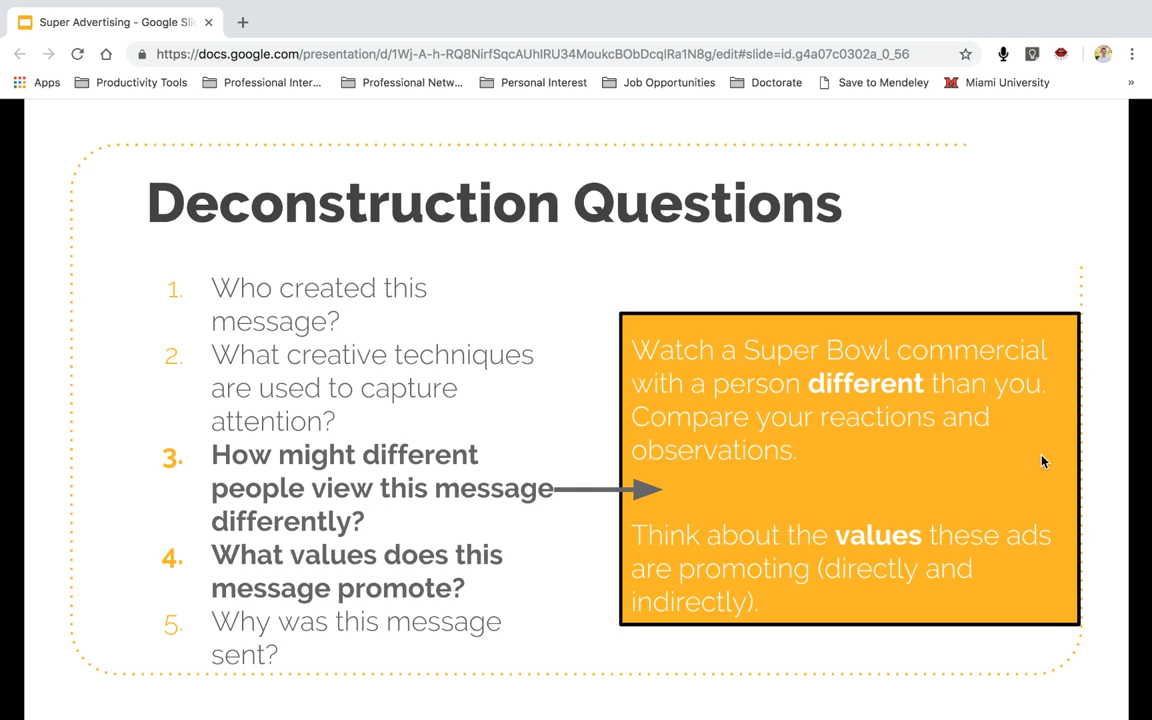 Super Advertising - Google Sli
https://docs.google.com/presentation/d/1Wj-A-h-RQ8NirfSqcAUhIRU34MoukcBObDcqlRa1N8g/edit#slide=id.g4a07c0302a_0_56
Apps Productivity Tools Professional Inter... Professional Netw... Personal Interest Job Opportunities Doctorate Save to Mendeley Miami University »
Deconstruction Questions
1. Who created this
message?
2. What creative techniques
are used to capture
attention?
3. How might different
people view this message
differently?
4. What values does this
message promote?
5. Why was this message
sent?
Watch a Super Bowl commercial
with a person different than you.
Compare your reactions and
observations.
Think about the values these ads
are promoting (directly and
indirectly).